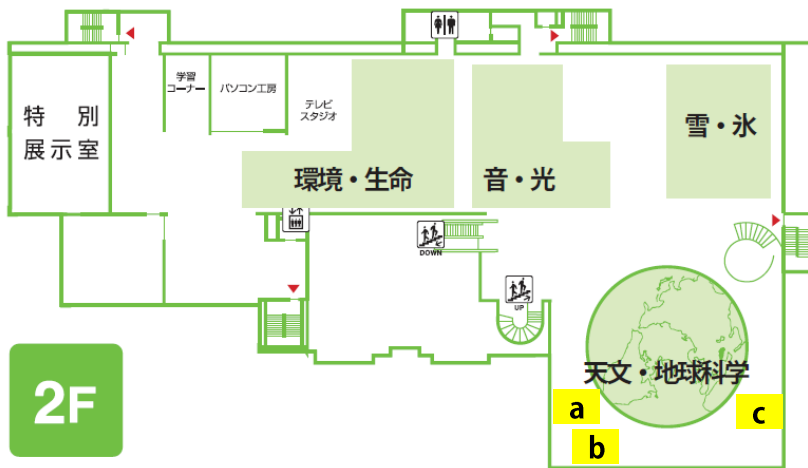 学習
コーナー
パソコン工房
テレビ
スタジオ
特 別
展示室
環境・生命
音・光
雪・氷
DOWN
UP
天文・地球科学
a
b
c
2F